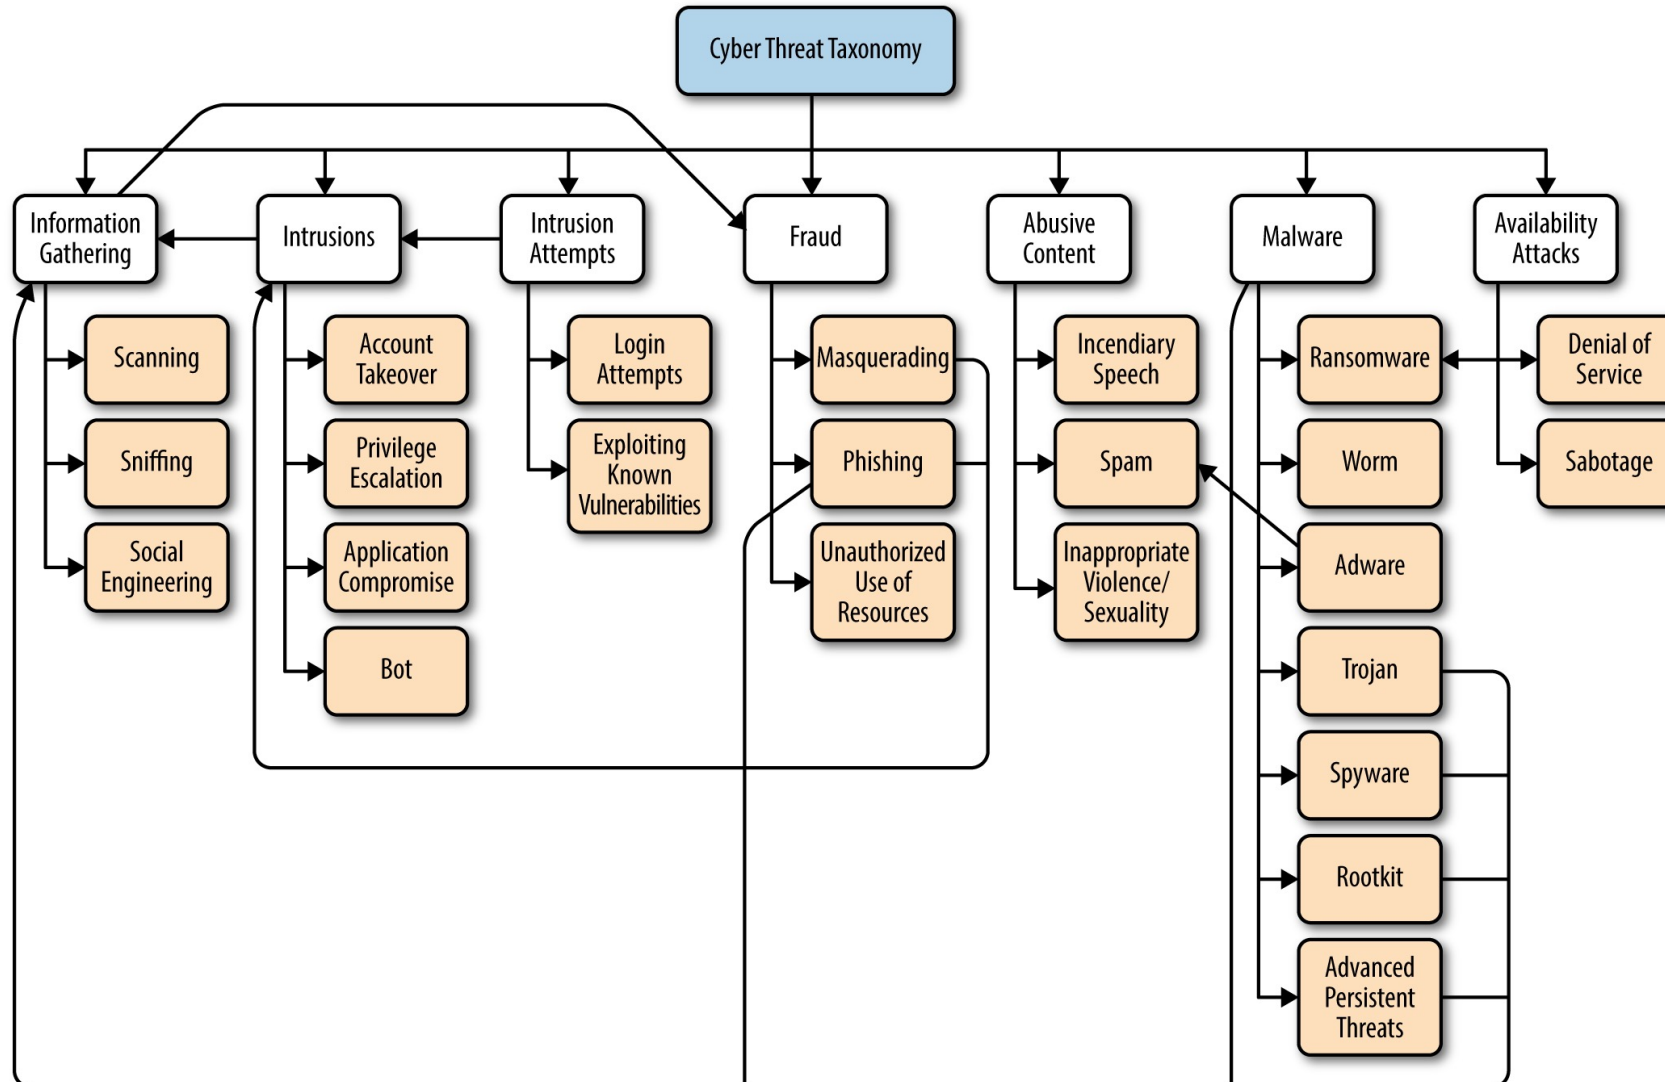 Cyber Threat Taxonomy
Information
Gathering
Intrusions
Intrusion
Attempts
Fraud
Abusive
Content
Malware
Availability
Attacks
Scanning
Sniffing
Social
Engineering
Account
Takeover
Privilege
Escalation
Application
Compromise
Bot
Login
Attempts
Exploiting
Known
Vulnerabilities
Masquerading
Phishing
Unauthorized
Use of
Resources
Incendiary
Speech
Spam
Inappropriate
Violence/
Sexuality
Ransomware
Worm
Adware
Trojan
Spyware
Rootkit
Advanced
Persistent
Threats
Denial of
Service
Sabotage